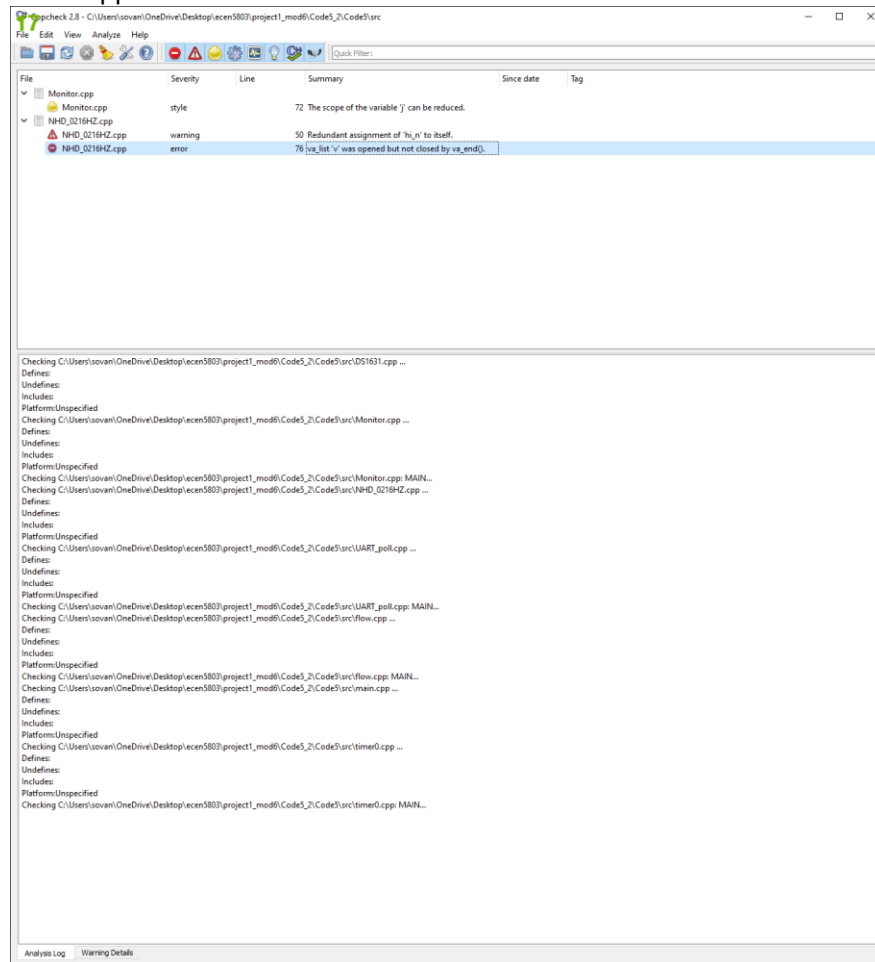 17
Cppcheck 2.8 - C:\Users\sovan\OneDrive\Desktop\ecen5803\project1_mod6\Code5_2\Code5\src
File Edit View Analyze Help
Quick Filter:
File Severity Line Summary Since date Tag
Monitor.cpp
Monitor.cpp style 72 The scope of the variable 'j' can be reduced.
NHD_0216HZ.cpp
NHD_0216HZ.cpp warning 50 Redundant assignment of 'hi_n' to itself.
NHD_0216HZ.cpp error 76 va_list 'v' was opened but not closed by va_end().
Checking C:\Users\sovan\OneDrive\Desktop\ecen5803\project1_mod6\Code5_2\Code5\src\DS1631.cpp ...
Defines:
Undefines:
Includes:
Platform:Unspecified
Checking C:\Users\sovan\OneDrive\Desktop\ecen5803\project1_mod6\Code5_2\Code5\src\Monitor.cpp ...
Defines:
Undefines:
Includes:
Platform:Unspecified
Checking C:\Users\sovan\OneDrive\Desktop\ecen5803\project1_mod6\Code5_2\Code5\src\Monitor.cpp: MAIN...
Checking C:\Users\sovan\OneDrive\Desktop\ecen5803\project1_mod6\Code5_2\Code5\src\NHD_0216HZ.cpp ...
Defines:
Undefines:
Includes:
Platform:Unspecified
Checking C:\Users\sovan\OneDrive\Desktop\ecen5803\project1_mod6\Code5_2\Code5\src\UART_poll.cpp ...
Defines:
Undefines:
Includes:
Platform:Unspecified
Checking C:\Users\sovan\OneDrive\Desktop\ecen5803\project1_mod6\Code5_2\Code5\src\UART_poll.cpp: MAIN...
Checking C:\Users\sovan\OneDrive\Desktop\ecen5803\project1_mod6\Code5_2\Code5\src\flow.cpp ...
Defines:
Undefines:
Includes:
Platform:Unspecified
Checking C:\Users\sovan\OneDrive\Desktop\ecen5803\project1_mod6\Code5_2\Code5\src\flow.cpp: MAIN...
Checking C:\Users\sovan\OneDrive\Desktop\ecen5803\project1_mod6\Code5_2\Code5\src\main.cpp ...
Defines:
Undefines:
Includes:
Platform:Unspecified
Checking C:\Users\sovan\OneDrive\Desktop\ecen5803\project1_mod6\Code5_2\Code5\src\timer0.cpp ...
Defines:
Undefines:
Includes:
Platform:Unspecified
Checking C:\Users\sovan\OneDrive\Desktop\ecen5803\project1_mod6\Code5_2\Code5\src\timer0.cpp: MAIN...
Analysis Log Warning Details